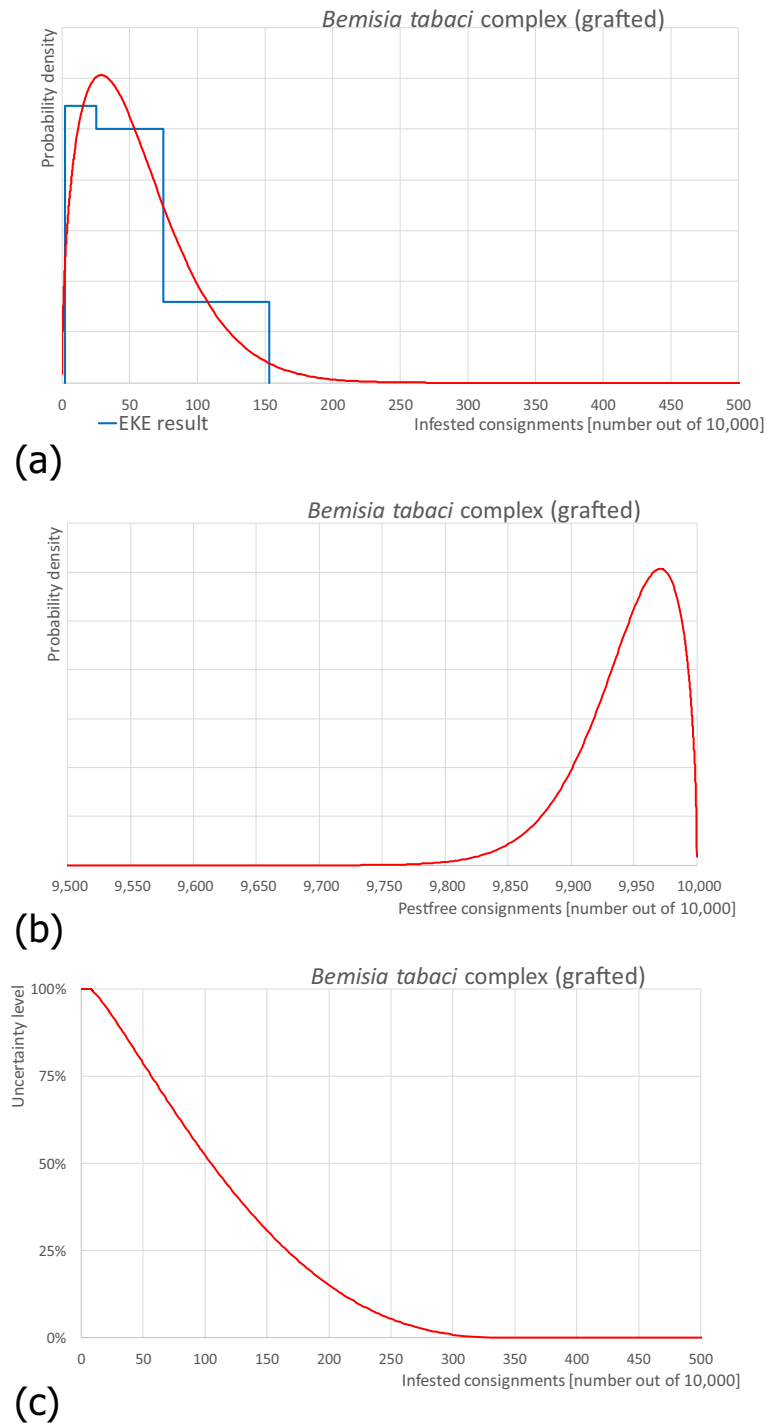 Bemisia tabaci complex (grafted)
Probability density
0 50 100 150 200 250 300 350 400 450 500
EKE result
Infested consignments [number out of 10,000]
(a)
Bemisia tabaci complex (grafted)
Probability density
9,500 9,550 9,600 9,650 9,700 9,750 9,800 9,850 9,900 9,950 10,000
Pestfree consignments [number out of 10,000]
(b)
Bemisia tabaci complex (grafted)
Uncertainty level
100%
75%
50%
25%
0%
0 50 100 150 200 250 300 350 400 450 500
Infested consignments [number out of 10,000]
(c)